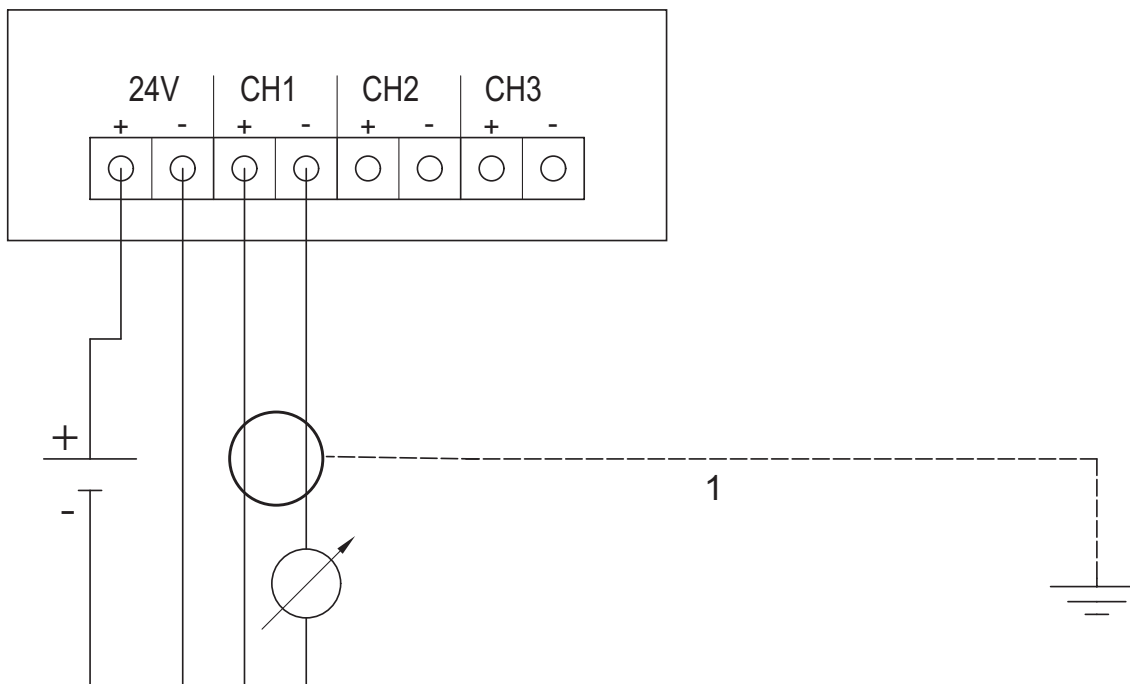 24V CH1 CH2 CH3
+ - + - + - + -
+
-
1